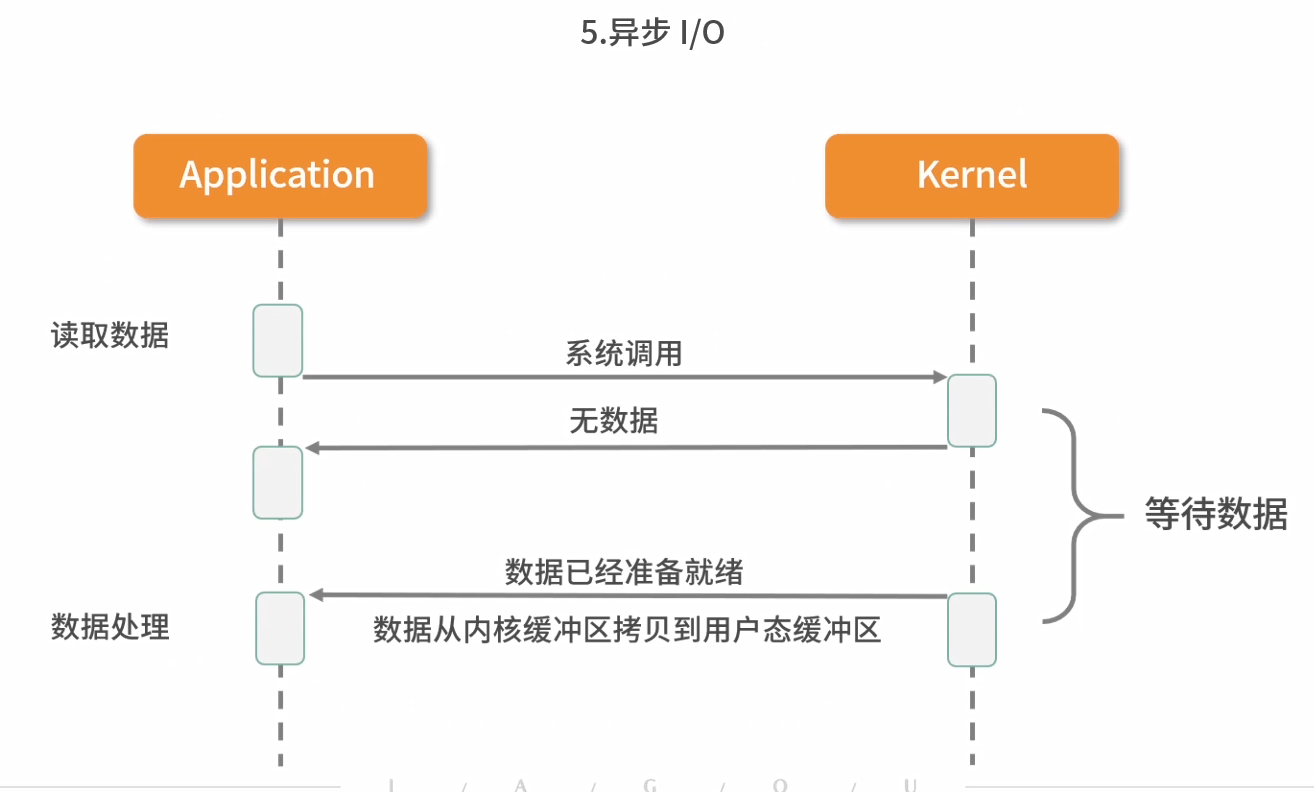 5.异步 I/O
Application
Kernel
读取数据
系统调用
无数据
等待数据
数据已经准备就绪
数据处理
数据从内核缓冲区拷贝到用户态缓冲区
L / A / G / O / U